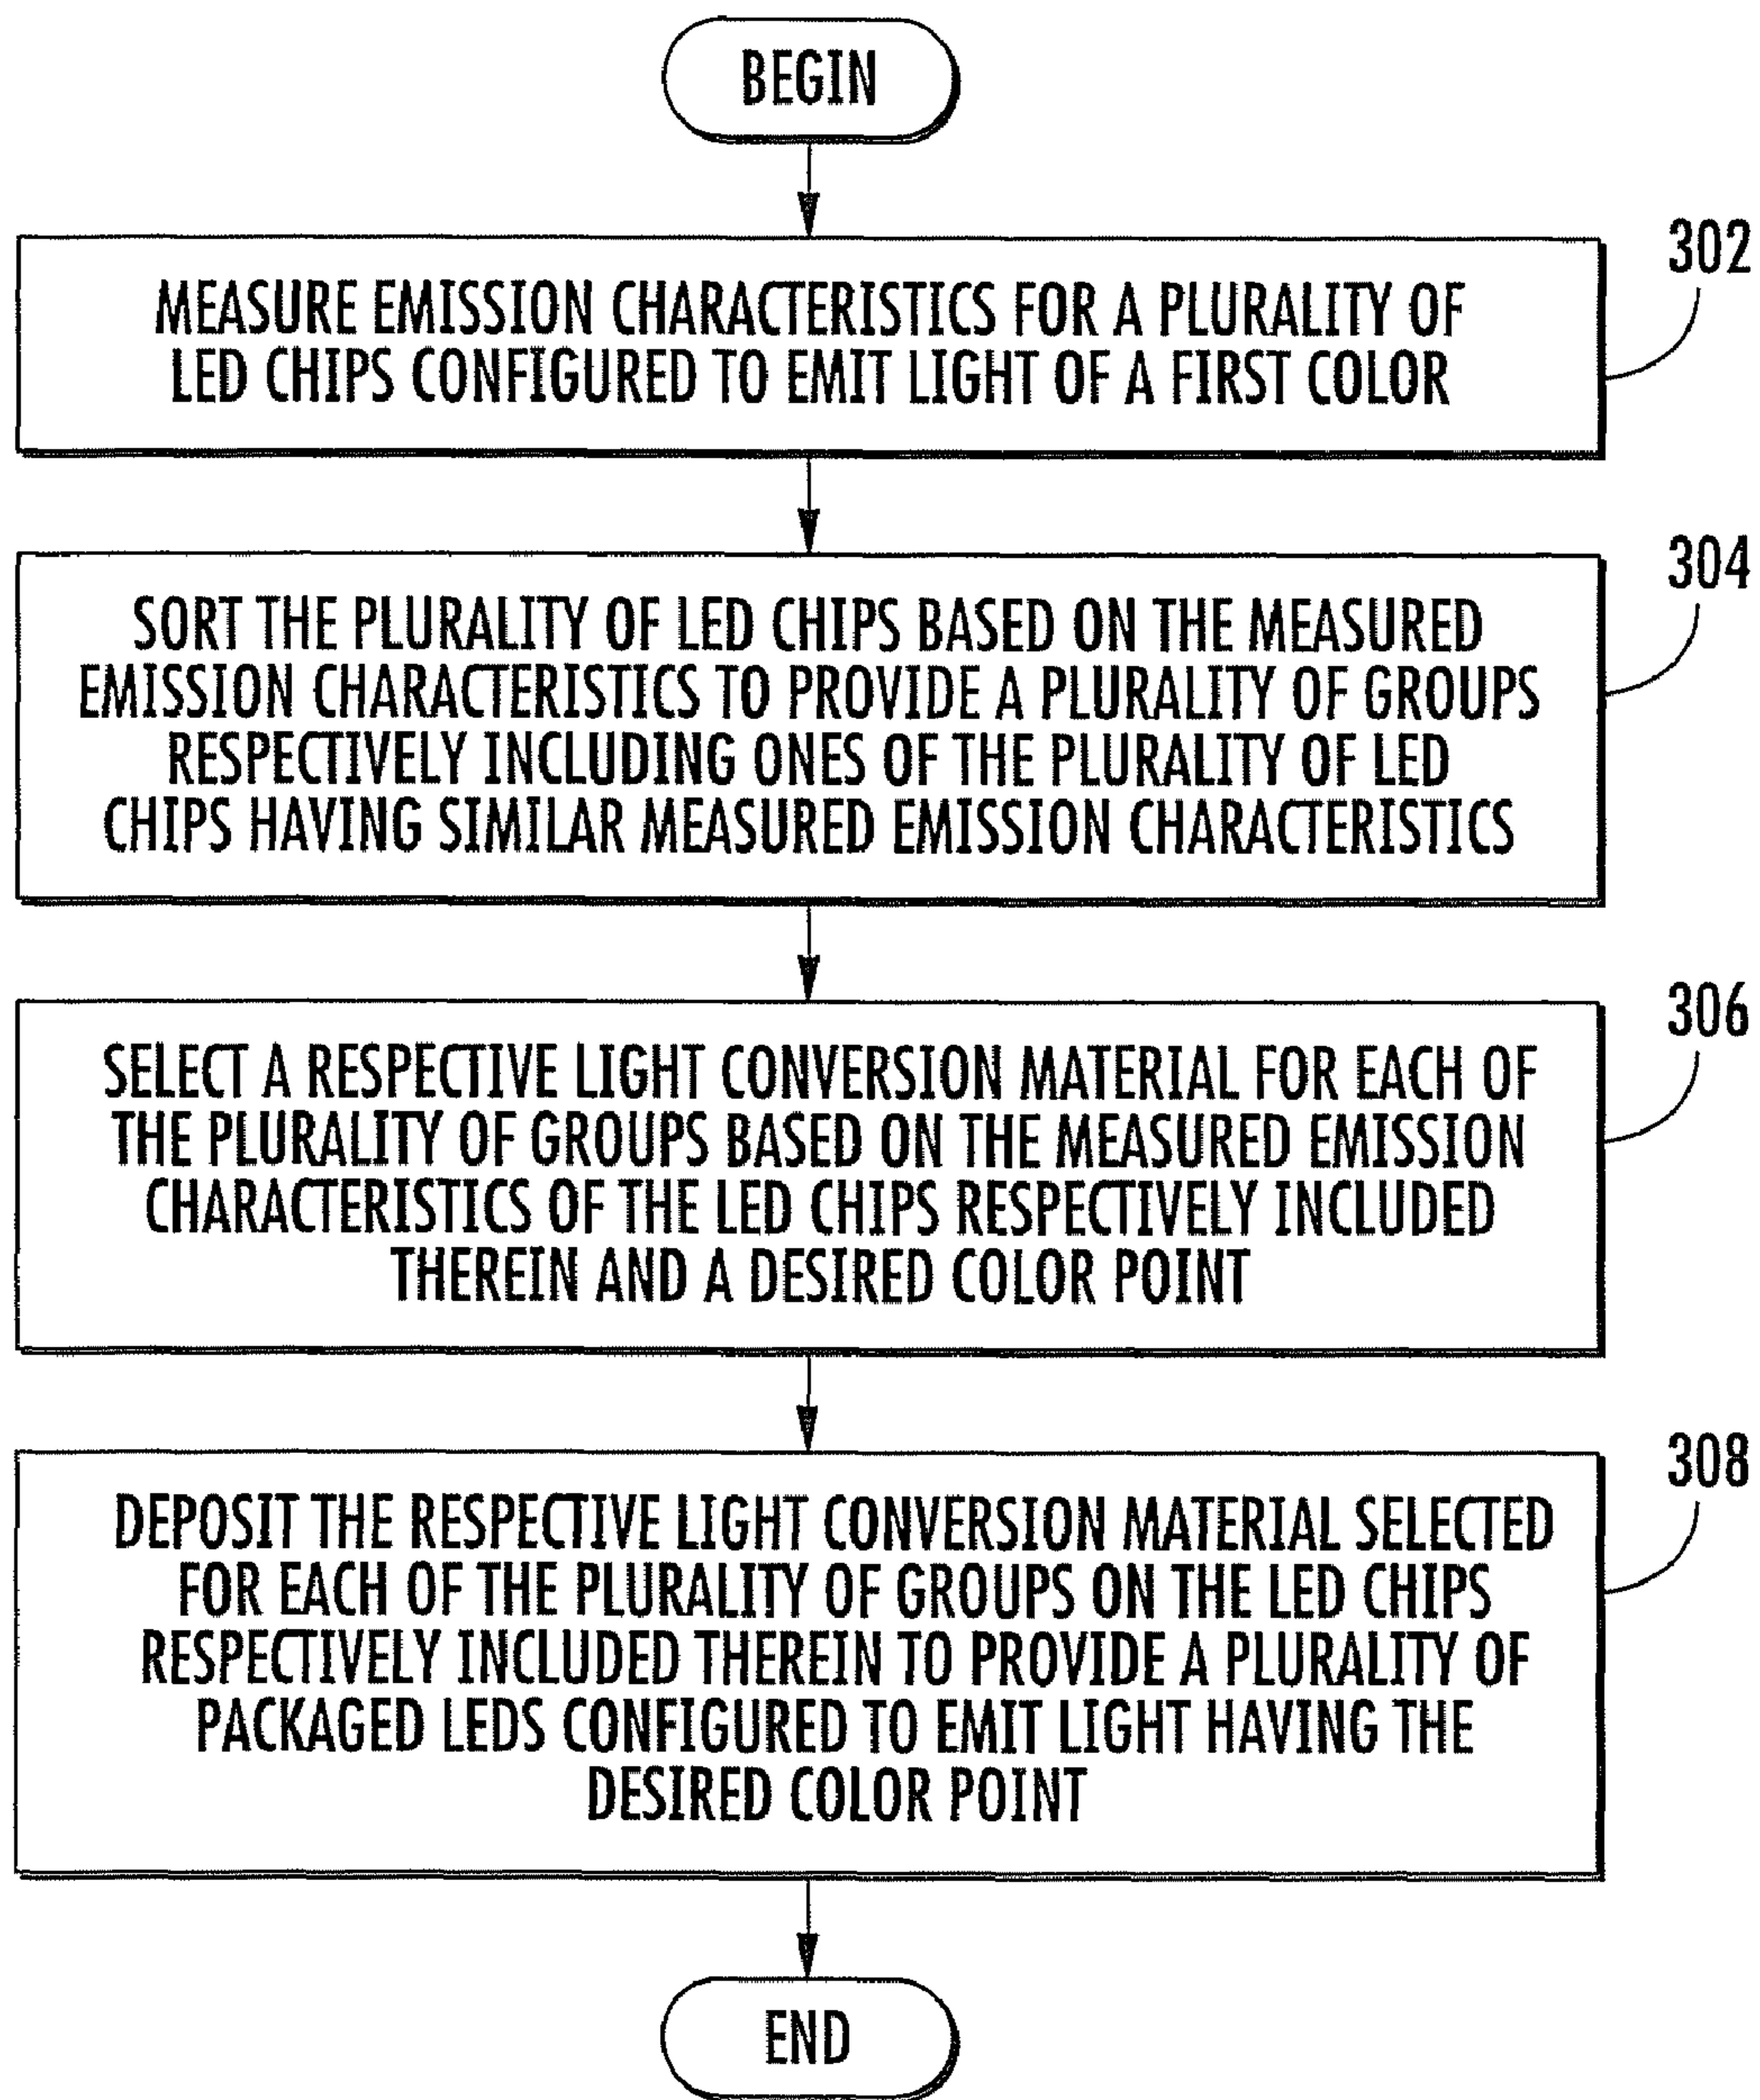 BEGIN
302
MEASURE EMISSION CHARACTERISTICS FOR A PLURALITY OF
LED CHIPS CONFIGURED TO EMIT LIGHT OF A FIRST COLOR
304
SORT THE PLURALITY OF LED CHIPS BASED ON THE MEASURED
EMISSION CHARACTERISTICS TO PROVIDE A PLURALITY OF GROUPS
RESPECTIVELY INCLUDING ONES OF THE PLURALITY OF LED
CHIPS HAVING SIMILAR MEASURED EMISSION CHARACTERISTICS
306
SELECT A RESPECTIVE LIGHT CONVERSION MATERIAL FOR EACH OF
THE PLURALITY OF GROUPS BASED ON THE MEASURED EMISSION
CHARACTERISTICS OF THE LED CHIPS RESPECTIVELY INCLUDED
THEREIN AND A DESIRED COLOR POINT
308
DEPOSIT THE RESPECTIVE LIGHT CONVERSION MATERIAL SELECTED
FOR EACH OF THE PLURALITY OF GROUPS ON THE LED CHIPS
RESPECTIVELY INCLUDED THEREIN TO PROVIDE A PLURALITY OF
PACKAGED LEDS CONFIGURED TO EMIT LIGHT HAVING THE
DESIRED COLOR POINT
END